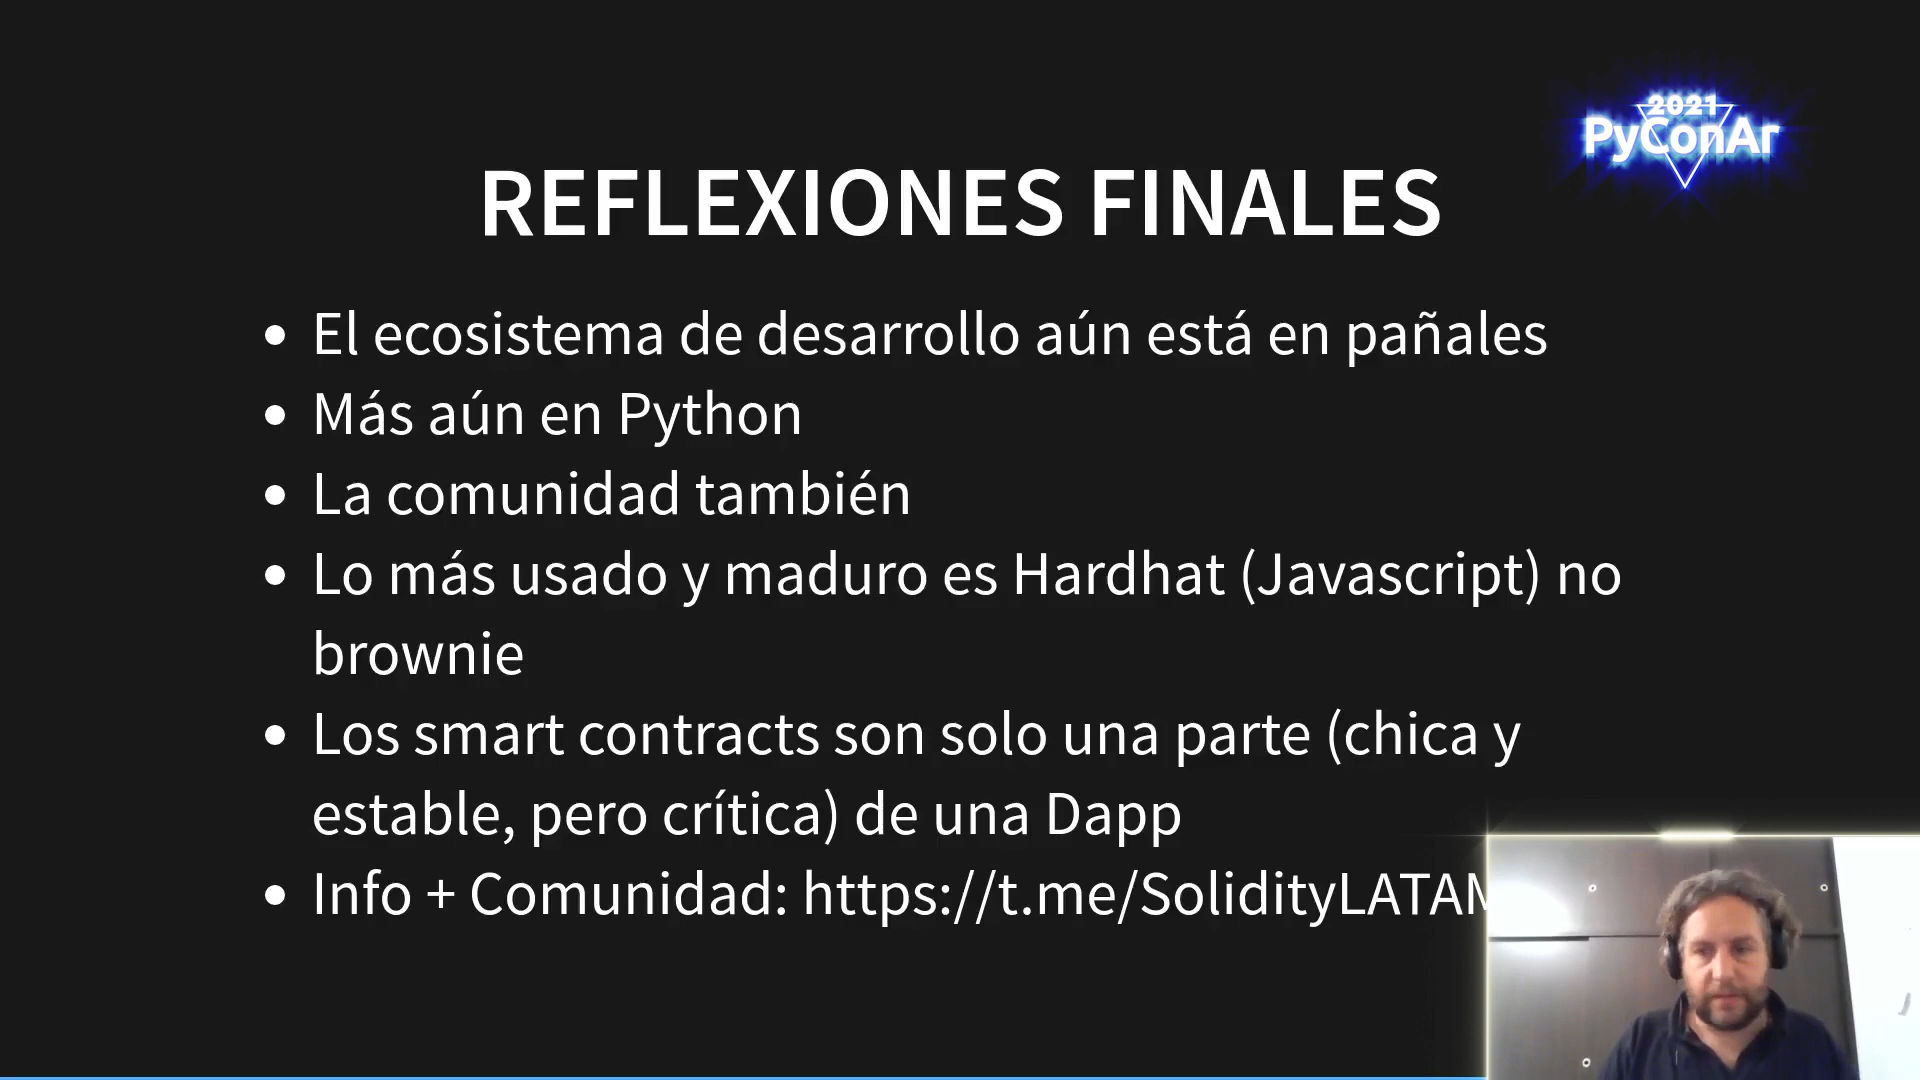 2021
PyConAr
REFLEXIONES FINALES
• El ecosistema de desarrollo aún está en pañales
• Más aún en Python
• La comunidad también
• Lo más usado y maduro es Hardhat (Javascript) no
brownie
• Los smart contracts son solo una parte (chica y
estable, pero crítica) de una Dapp
• Info + Comunidad: https://t.me/SolidityLATAM